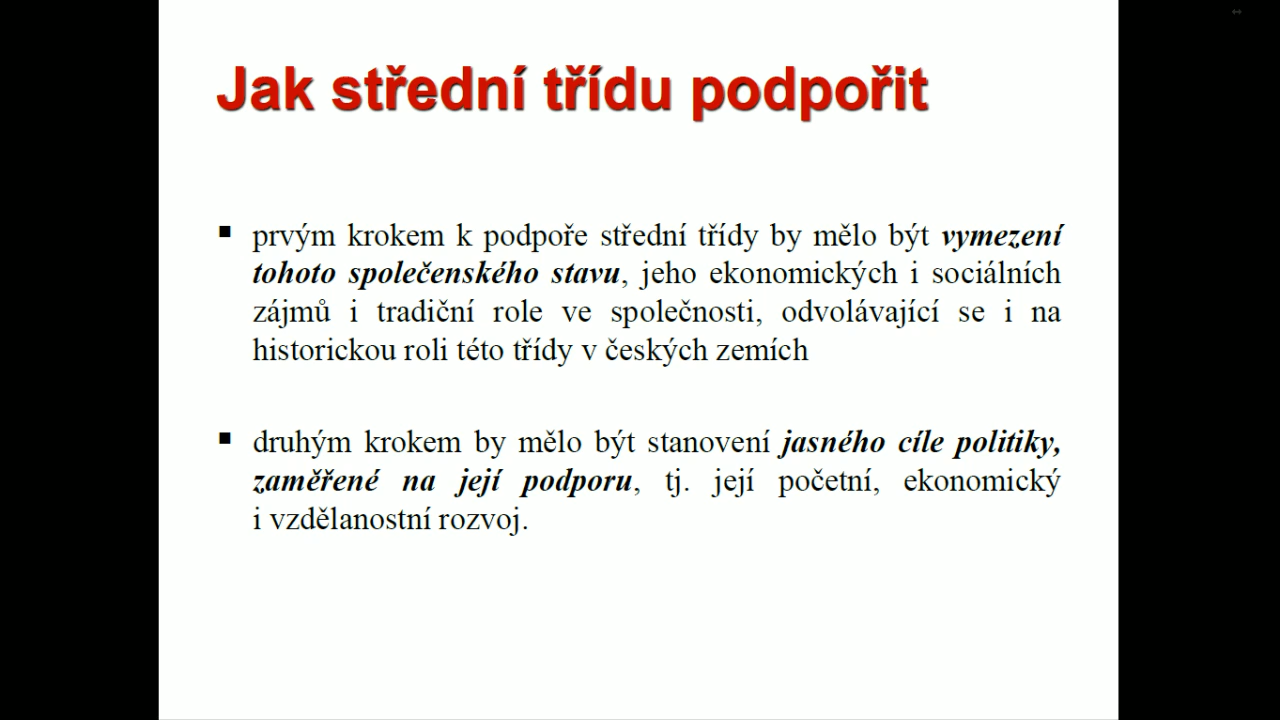 Jak střední třídu podpořit
▪ prvým krokem k podpoře střední třídy by mělo být vymezení
tohoto společenského stavu, jeho ekonomických i sociálních
zájmů i tradiční role ve společnosti, odvolávající se i na
historickou roli této třídy v českých zemích
▪ druhým krokem by mělo být stanovení jasného cíle politiky,
zaměřené na její podporu, tj. její početní, ekonomický
i vzdělanostní rozvoj.